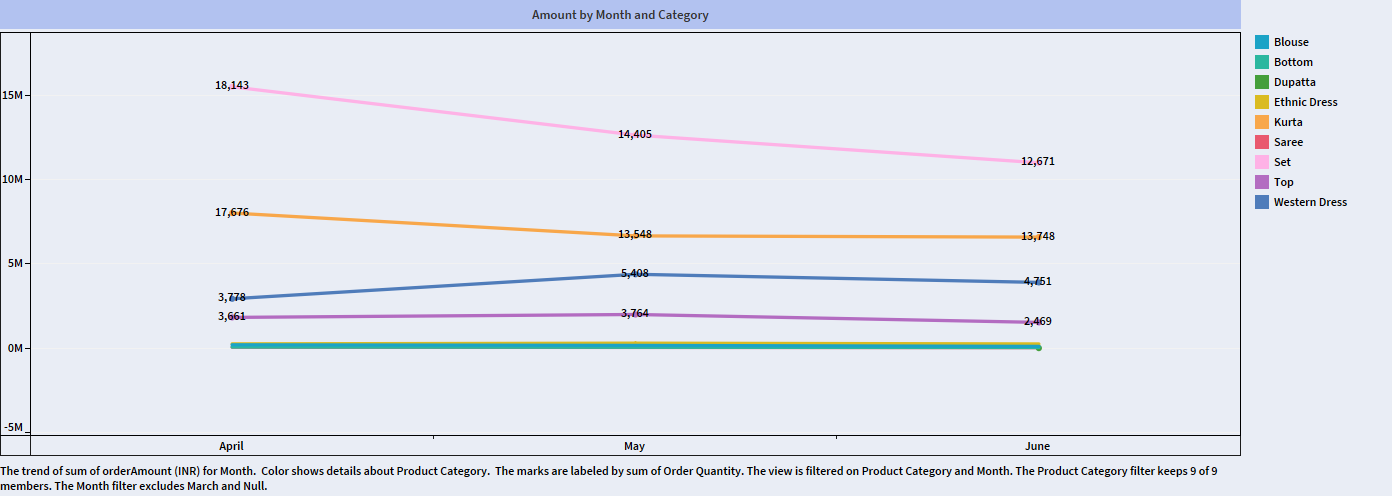 Amount by Month and Category
Blouse
Bottom
Dupatta
Ethnic Dress
Kurta
Saree
Set
Top
Western Dress
15M
10M
5M
0M
-5M
18,143
14,405
12,671
17,676
13,548
13,748
3,778
5,408
4,751
3,661
3,764
2,469
April May June
The trend of sum of orderAmount (INR) for Month.  Color shows details about Product Category.  The marks are labeled by sum of Order Quantity. The view is filtered on Product Category and Month. The Product Category filter keeps 9 of 9
members. The Month filter excludes March and Null.